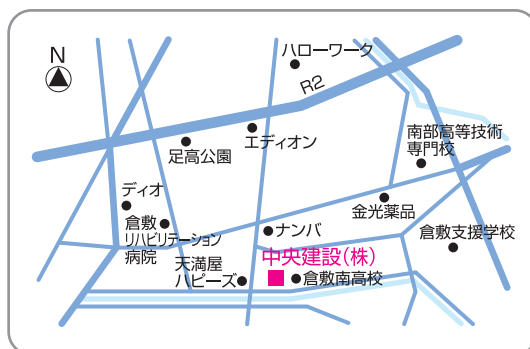 N
ハローワーク
R2
エディオン
足高公園
南部高等技術
専門校
ディオ
倉敷
リハビリテーション
病院
金光薬品
ナンバ
倉敷支援学校
中央建設(株)
天満屋
ハピーズ
倉敷南高校